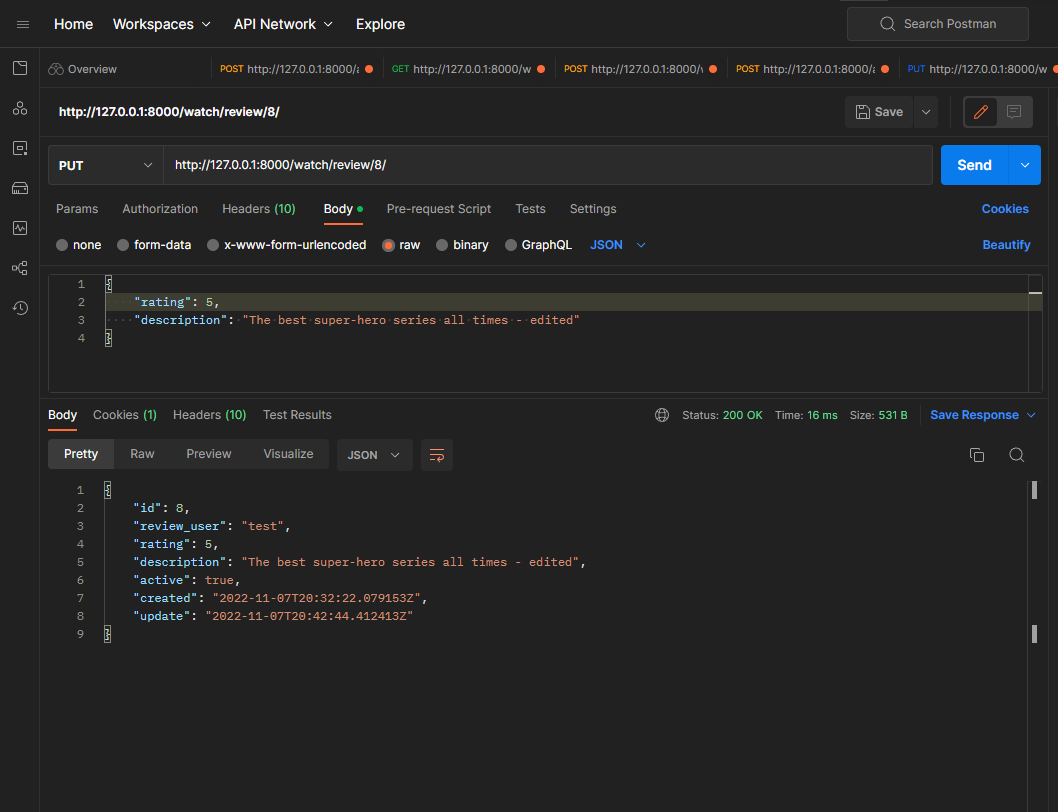 Home Workspaces API Network Explore Search Postman
Overview POST http://127.0.0.1:8000/ GET http://127.0.0.1:8000/w POST http://127.0.0.1:8000/ POST http://127.0.0.1:8000/ PUT http://127.0.0.1:8000/w
http://127.0.0.1:8000/watch/review/8/ Save
PUT http://127.0.0.1:8000/watch/review/8/ Send
Params Authorization Headers (10) Body Pre-request Script Tests Settings Cookies
none form-data x-www-form-urlencoded raw binary GraphQL JSON Beautify
1 {
2 "rating": 5,
3 "description": "The best super-hero series all times - edited"
4 }
Body Cookies (1) Headers (10) Test Results Status: 200 OK Time: 16 ms Size: 531 B Save Response
Pretty Raw Preview Visualize JSON
1 {
2 "id": 8,
3 "review_user": "test",
4 "rating": 5,
5 "description": "The best super-hero series all times - edited",
6 "active": true,
7 "created": "2022-11-07T20:32:22.079153Z",
8 "update": "2022-11-07T20:42:44.412413Z"
9 }